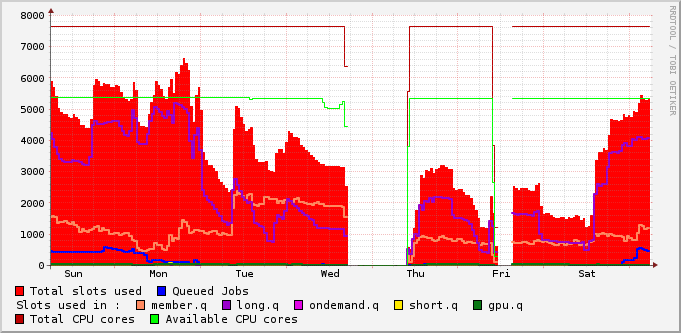 8000
7000
6000
5000
4000
3000
2000
1000
0
Sun Mon Tue Wed Thu Fri Sat
Total slots used Queued Jobs
Slots used in : member.q long.q ondemand.q short.q gpu.q
Total CPU cores Available CPU cores
RRDTOOL / TOBI OETIKER